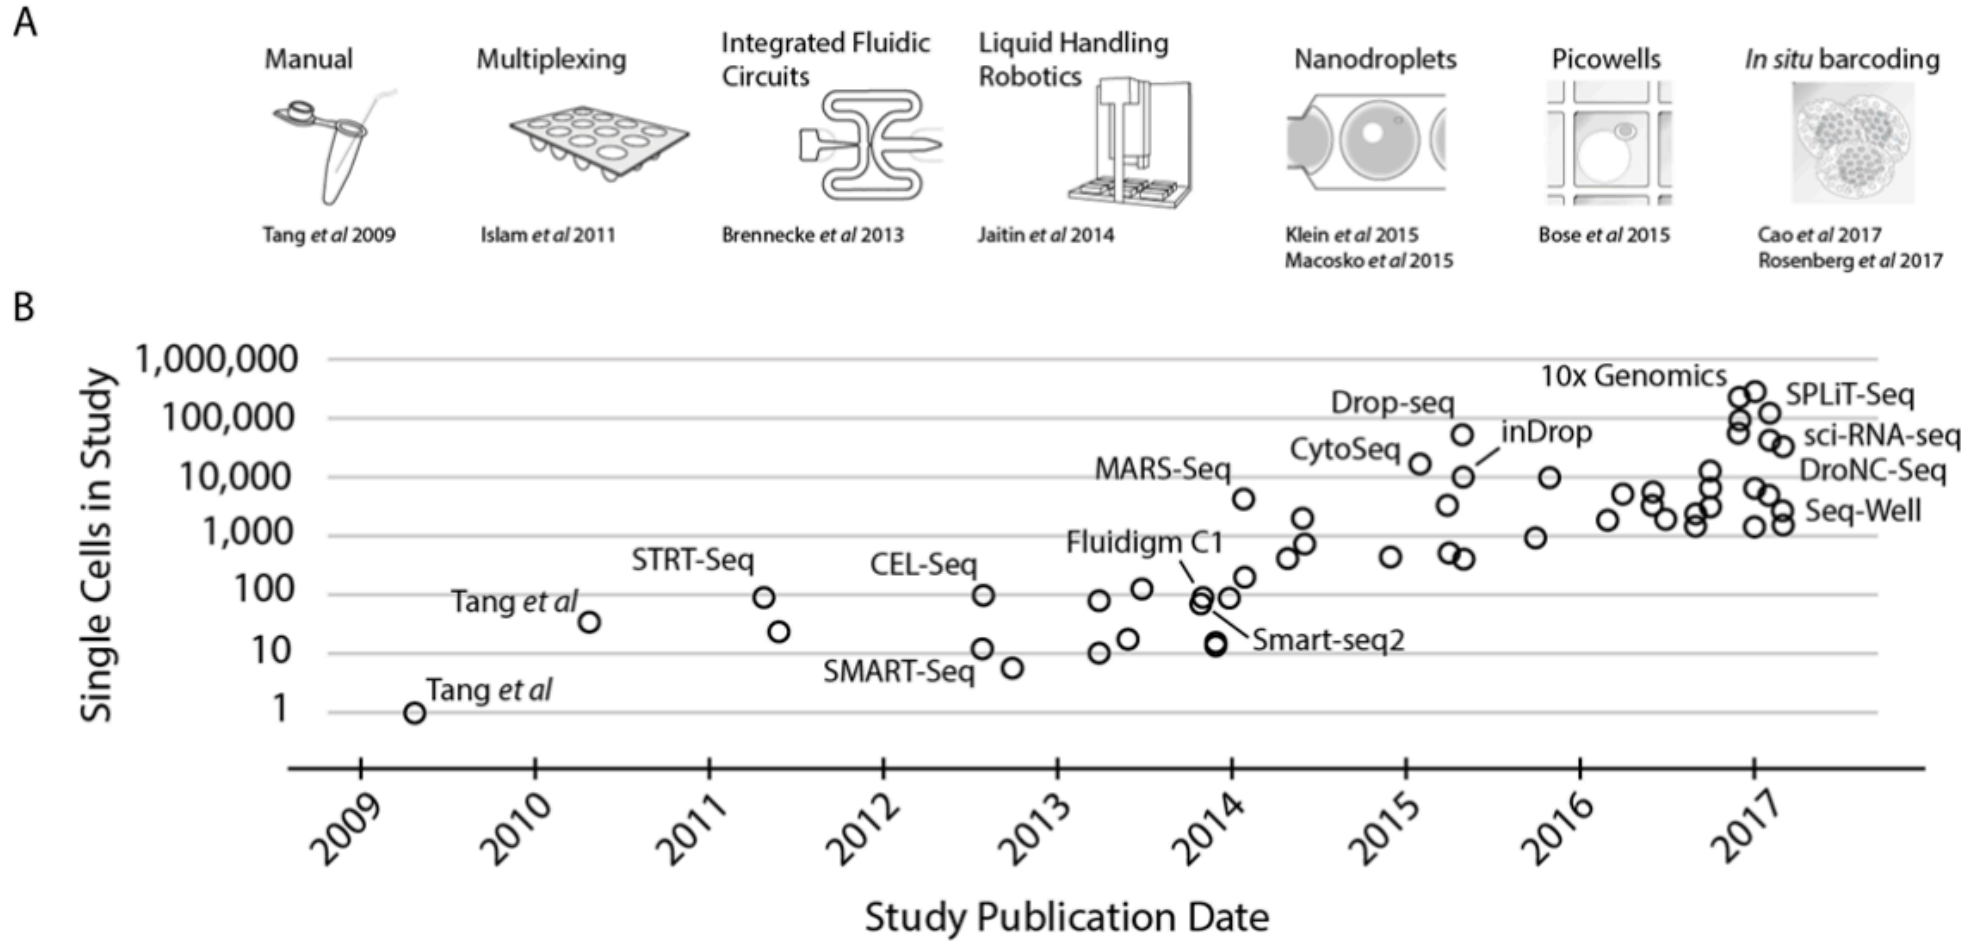 A
Manual
Multiplexing
Integrated Fluidic
Circuits
Liquid Handling
Robotics
Nanodroplets
Picowells
In situ barcoding
Tang et al 2009
Islam et al 2011
Brennecke et al 2013
Jaitin et al 2014
Klein et al 2015
Macosko et al 2015
Bose et al 2015
Cao et al 2017
Rosenberg et al 2017
B
Single Cells in Study
1,000,000
100,000
10,000
1,000
100
10
1
10x Genomics
SPLiT-Seq
Drop-seq
inDrop
sci-RNA-seq
CytoSeq
MARS-Seq
DroNC-Seq
Seq-Well
Fluidigm C1
STRT-Seq
CEL-Seq
Tang et al
Smart-seq2
SMART-Seq
Tang et al
2009
2010
2011
2012
2013
2014
2015
2016
2017
Study Publication Date